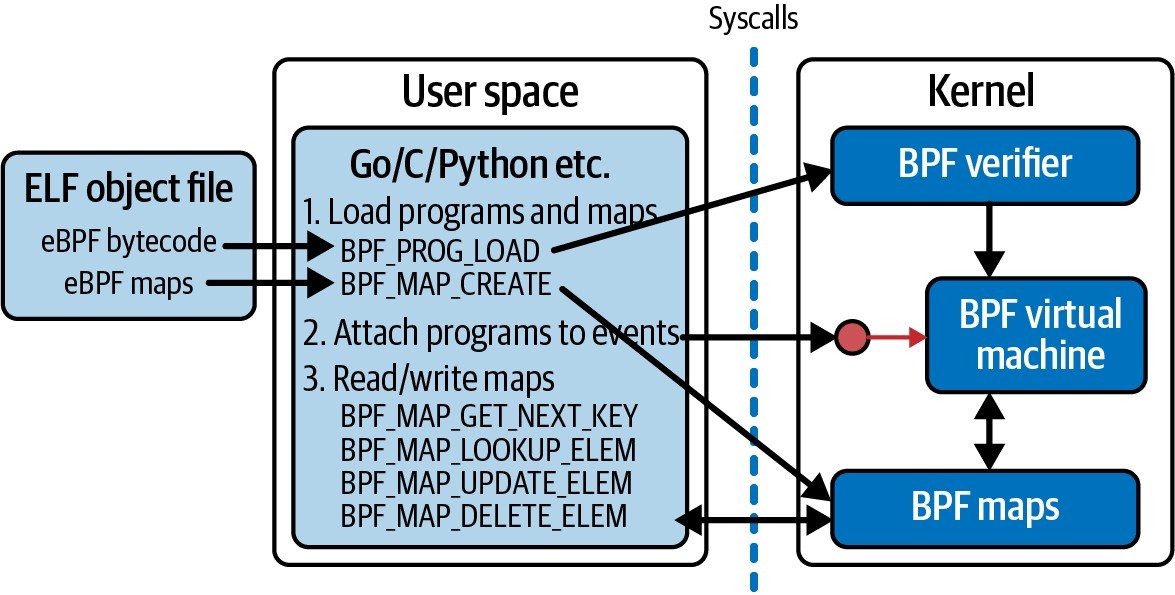 Syscalls
User space
Kernel
ELF object file
eBPF bytecode
eBPF maps
Go/C/Python etc.
1. Load programs and maps
BPF_PROG_LOAD
BPF_MAP_CREATE
2. Attach programs to events
3. Read/write maps
BPF_MAP_GET_NEXT_KEY
BPF_MAP_LOOKUP_ELEM
BPF_MAP_UPDATE_ELEM
BPF_MAP_DELETE_ELEM
BPF verifier
BPF virtual
machine
BPF maps